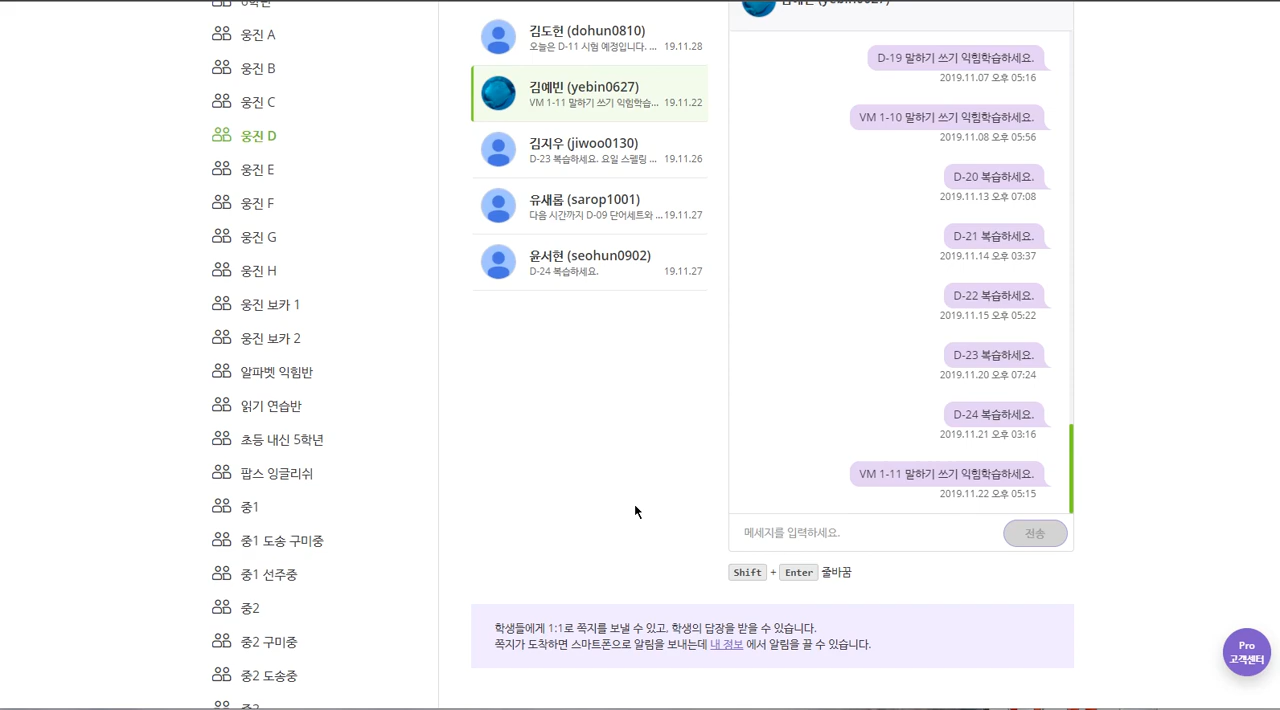 6학년
웅진 A
웅진 B
웅진 C
웅진 D
웅진 E
웅진 F
웅진 G
웅진 H
웅진 보카 1
웅진 보카 2
알파벳 익힘반
읽기 연습반
초등 내신 5학년
팝스 잉글리쉬
중1
중1 도송 구미중
중1 선주중
중2
중2 구미중
중2 도송중
김도헌 (dohun0810)
오늘은 D-11 시험 예정입니다. ... 19.11.28
김예빈 (yebin0627)
VM 1-11 말하기 쓰기 익힘학습... 19.11.22
김지우 (jiwoo0130)
D-23 복습하세요. 요일 스펠링 ... 19.11.26
유새롭 (sarop1001)
다음 시간까지 D-09 단어세트와 ... 19.11.27
윤서헌 (seohun0902)
D-24 복습하세요. 19.11.27
김예빈 (yebin0627)
D-19 말하기 쓰기 익힘학습하세요.
2019.11.07 오후 05:16
VM 1-10 말하기 쓰기 익힘학습하세요.
2019.11.08 오후 05:56
D-20 복습하세요.
2019.11.13 오후 07:08
D-21 복습하세요.
2019.11.14 오후 03:37
D-22 복습하세요.
2019.11.15 오후 05:22
D-23 복습하세요.
2019.11.20 오후 07:24
D-24 복습하세요.
2019.11.21 오후 03:16
VM 1-11 말하기 쓰기 익힘학습하세요.
2019.11.22 오후 05:15
메세지를 입력하세요.
전송
Shift + Enter 줄바꿈
학생들에게 1:1로 쪽지를 보낼 수 있고, 학생의 답장을 받을 수 있습니다.
쪽지가 도착하면 스마트폰으로 알림을 보내는데 내 정보 에서 알림을 끌 수 있습니다.
Pro
고객센터